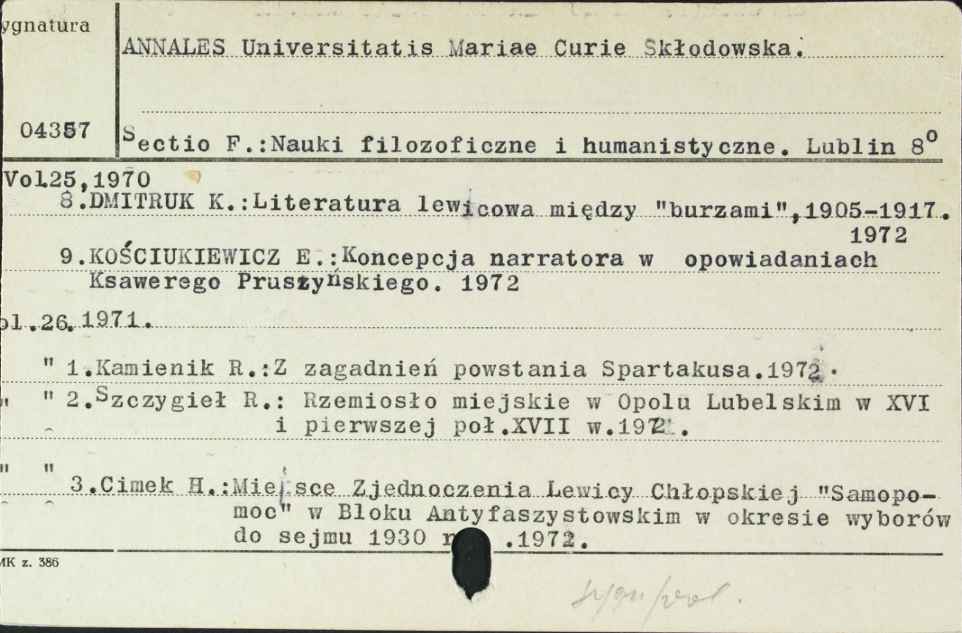 ygnatura
ANNALES Universitatis Mariae Curie Skłodowska.
04357
Sectio F.:Nauki filozoficzne i humanistyczne. Lublin 8o
Vol25,1970
8.DMITRUK K.:Literatura lewicowa między "burzami",1905-1917.
1972
9.KOŚCIUKIEWICZ E.:Koncepcja narratora w opowiadaniach
Ksawerego Pruszyńskiego. 1972
ol.26.1971.
" 1.Kamienik R.:Z zagadnień powstania Spartakusa.1972.
" " 2.Szczygieł R.: Rzemiosło miejskie w Opolu Lubelskim w XVI
i pierwszej poł.XVII w.1972.
" "
3.Cimek H.:Miejsce Zjednoczenia Lewicy Chłopskiej "Samopo-
moc" w Bloku Antyfaszystowskim w okresie wyborów
do sejmu 1930 r .1972.
MK z. 386